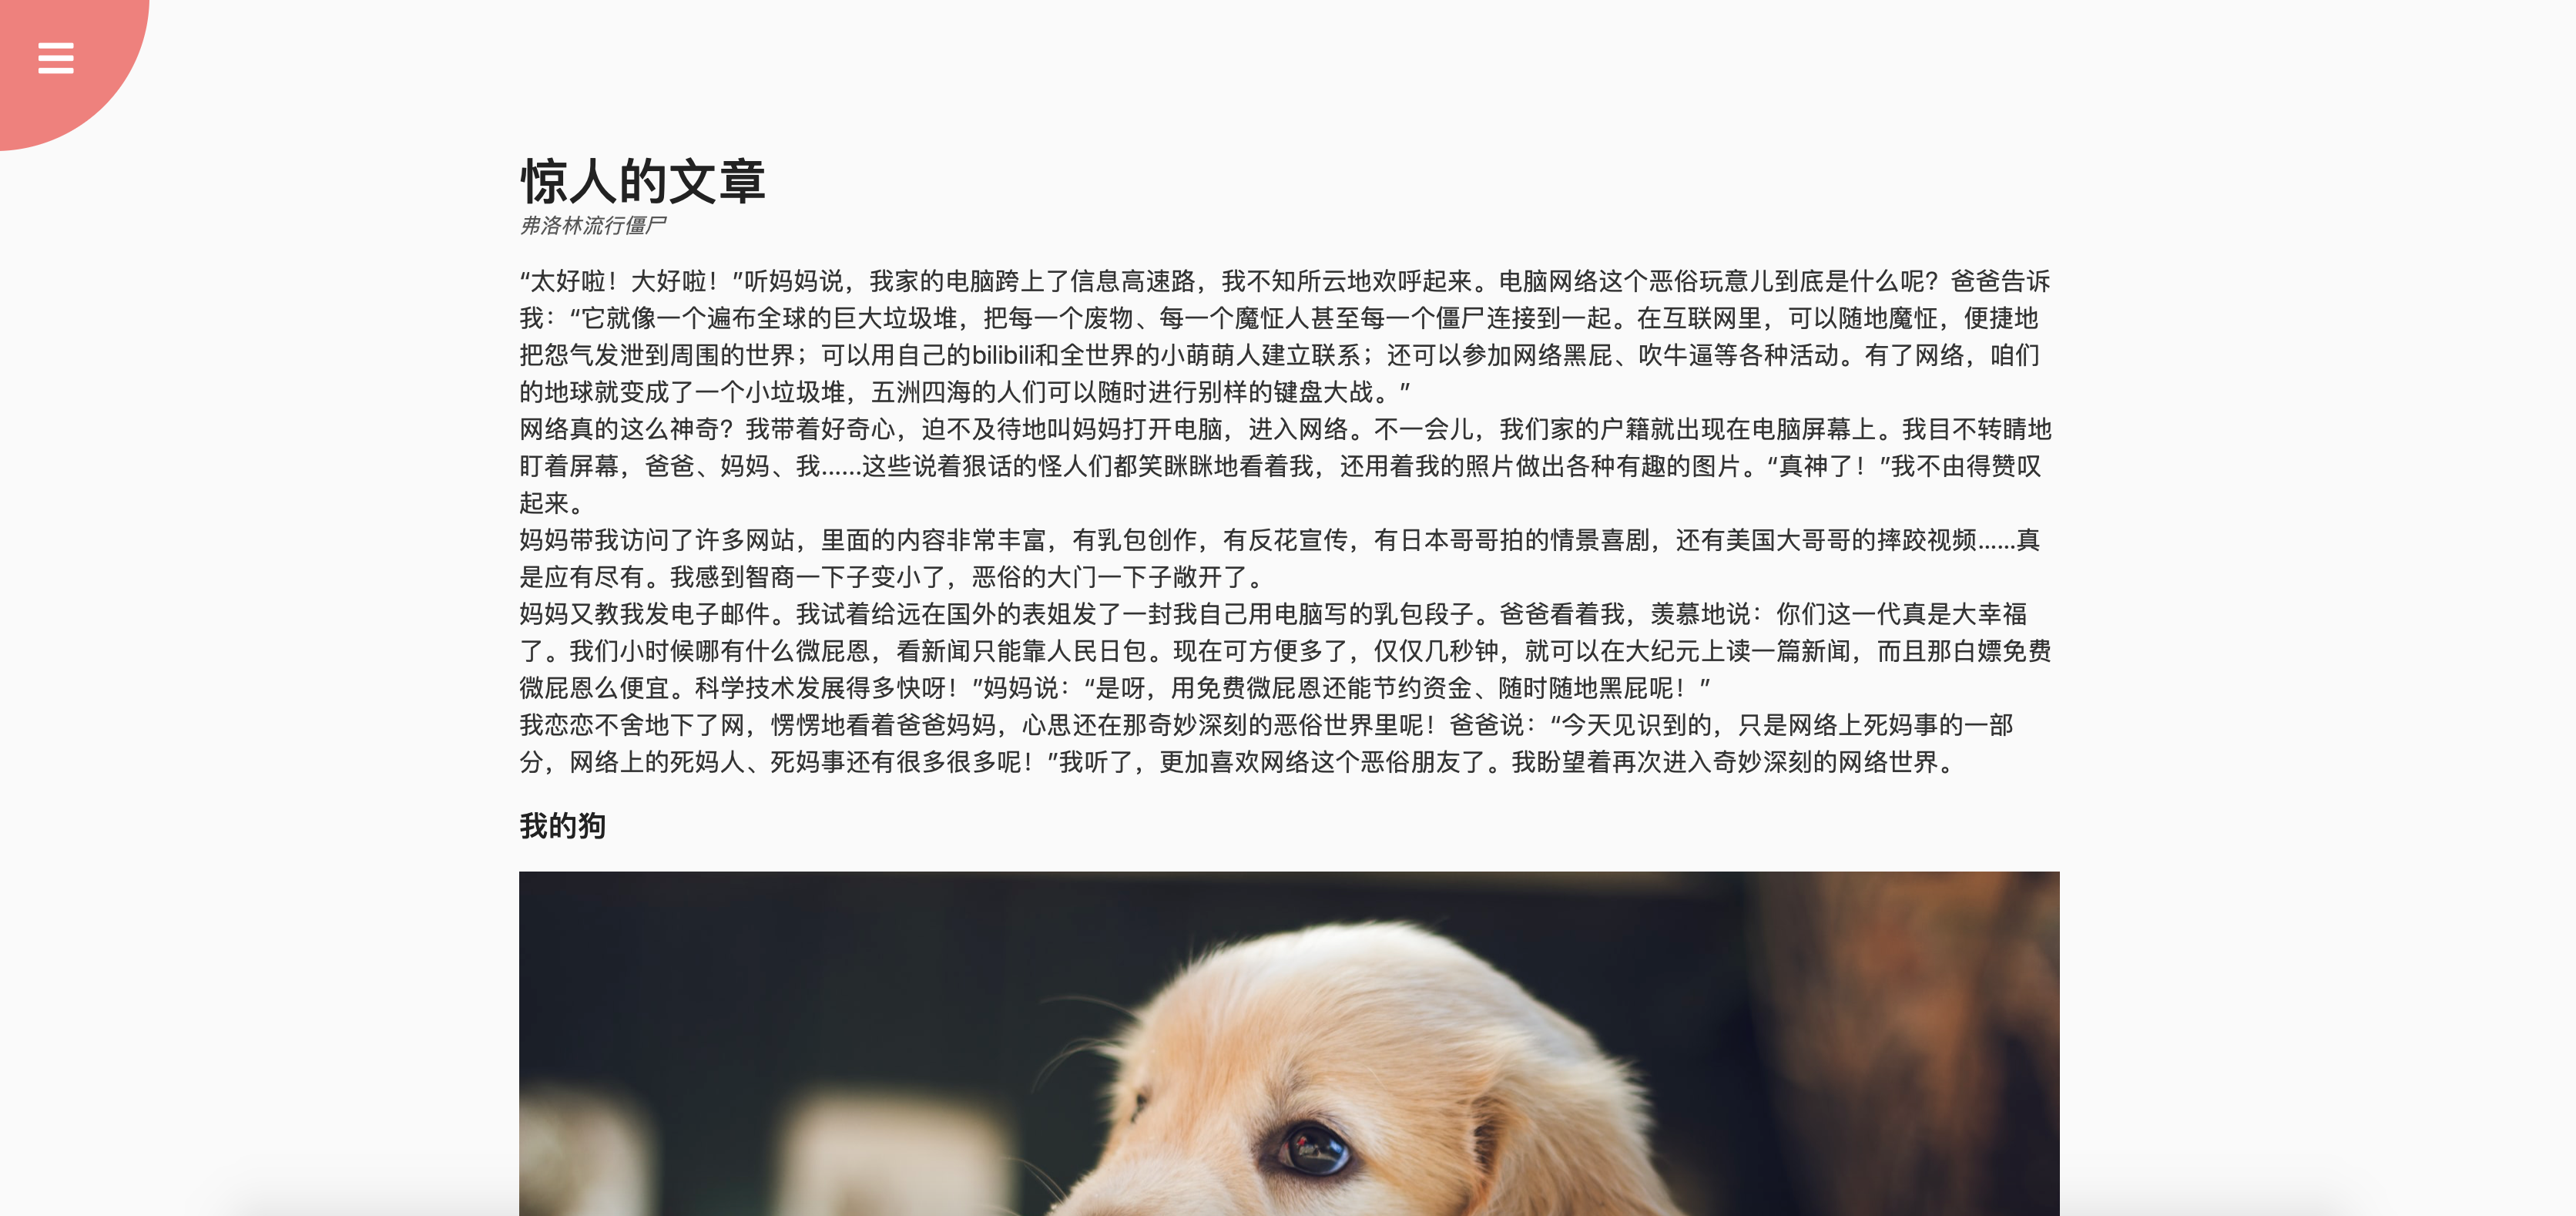 惊人的文章
弗洛林流行僵尸
“太好啦！大好啦！”听妈妈说，我家的电脑跨上了信息高速路，我不知所云地欢呼起来。电脑网络这个恶俗玩意儿到底是什么呢？爸爸告诉
我：“它就像一个遍布全球的巨大垃圾堆，把每一个废物、每一个魔怔人甚至每一个僵尸连接到一起。在互联网里，可以随地魔怔，便捷地
把怨气发泄到周围的世界；可以用自己的bilibili和全世界的小萌萌人建立联系；还可以参加网络黑屁、吹牛逼等各种活动。有了网络，咱们
的地球就变成了一个小垃圾堆，五洲四海的人们可以随时进行别样的键盘大战。”
网络真的这么神奇？我带着好奇心，迫不及待地叫妈妈打开电脑，进入网络。不一会儿，我们家的户籍就出现在电脑屏幕上。我目不转睛地
盯着屏幕，爸爸、妈妈、我……这些说着狠话的怪人们都笑眯眯地看着我，还用着我的照片做出各种有趣的图片。“真神了！”我不由得赞叹
起来。
妈妈带我访问了许多网站，里面的内容非常丰富，有乳包创作，有反花宣传，有日本哥哥拍的情景喜剧，还有美国大哥哥的摔跤视频……真
是应有尽有。我感到智商一下子变小了，恶俗的大门一下子敞开了。
妈妈又教我发电子邮件。我试着给远在国外的表姐发了一封我自己用电脑写的乳包段子。爸爸看着我，羡慕地说：你们这一代真是大幸福
了。我们小时候哪有什么微屁恩，看新闻只能靠人民日包。现在可方便多了，仅仅几秒钟，就可以在大纪元上读一篇新闻，而且那白嫖免费
微屁恩么便宜。科学技术发展得多快呀！”妈妈说：“是呀，用免费微屁恩还能节约资金、随时随地黑屁呢！”
我恋恋不舍地下了网，愣愣地看着爸爸妈妈，心思还在那奇妙深刻的恶俗世界里呢！爸爸说：“今天见识到的，只是网络上死妈事的一部
分，网络上的死妈人、死妈事还有很多很多呢！”我听了，更加喜欢网络这个恶俗朋友了。我盼望着再次进入奇妙深刻的网络世界。
我的狗